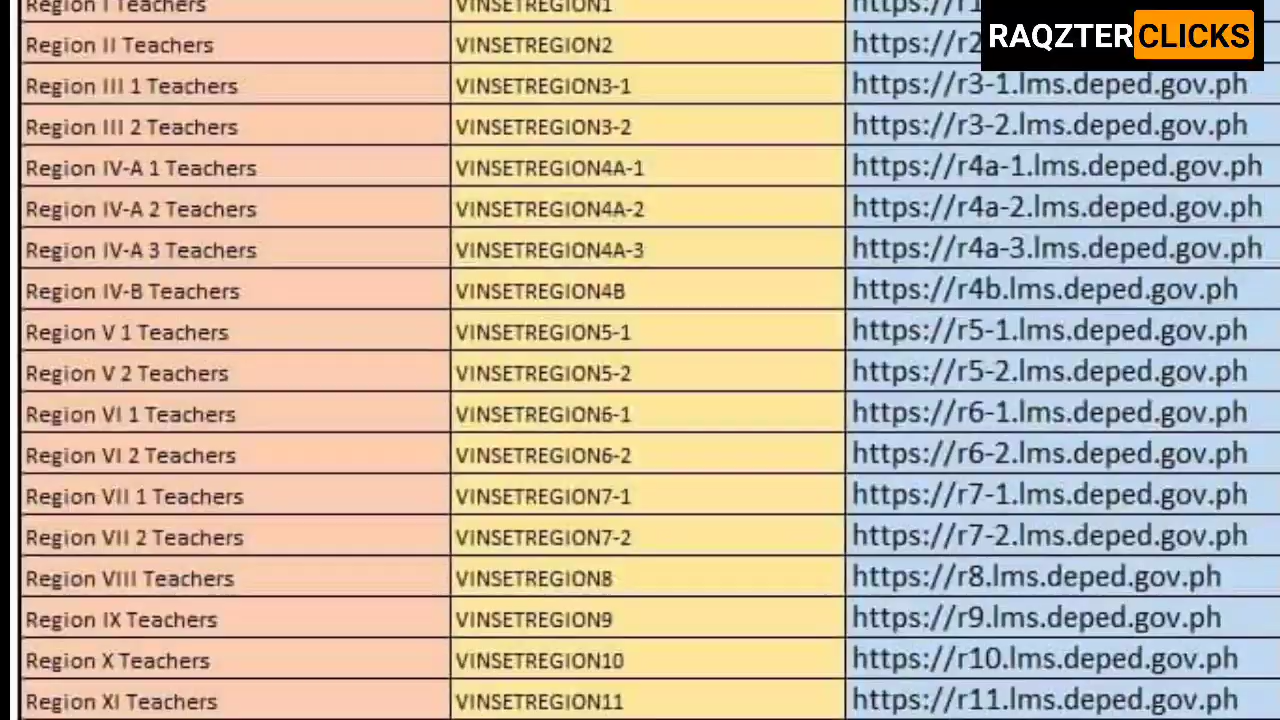 Region I Teachers VINSETREGION1 https://r1
RAQZTERCLICKS
Region II Teachers VINSETREGION2 https://r2
Region III 1 Teachers VINSETREGION3-1 https://r3-1.lms.deped.gov.ph
Region III 2 Teachers VINSETREGION3-2 https://r3-2.lms.deped.gov.ph
Region IV-A 1 Teachers VINSETREGION4A-1 https://r4a-1.lms.deped.gov.ph
Region IV-A 2 Teachers VINSETREGION4A-2 https://r4a-2.lms.deped.gov.ph
Region IV-A 3 Teachers VINSETREGION4A-3 https://r4a-3.lms.deped.gov.ph
Region IV-B Teachers VINSETREGION4B https://r4b.lms.deped.gov.ph
Region V 1 Teachers VINSETREGION5-1 https://r5-1.lms.deped.gov.ph
Region V 2 Teachers VINSETREGION5-2 https://r5-2.lms.deped.gov.ph
Region VI 1 Teachers VINSETREGION6-1 https://r6-1.lms.deped.gov.ph
Region VI 2 Teachers VINSETREGION6-2 https://r6-2.lms.deped.gov.ph
Region VII 1 Teachers VINSETREGION7-1 https://r7-1.lms.deped.gov.ph
Region VII 2 Teachers VINSETREGION7-2 https://r7-2.lms.deped.gov.ph
Region VIII Teachers VINSETREGION8 https://r8.lms.deped.gov.ph
Region IX Teachers VINSETREGION9 https://r9.lms.deped.gov.ph
Region X Teachers VINSETREGION10 https://r10.lms.deped.gov.ph
Region XI Teachers VINSETREGION11 https://r11.lms.deped.gov.ph